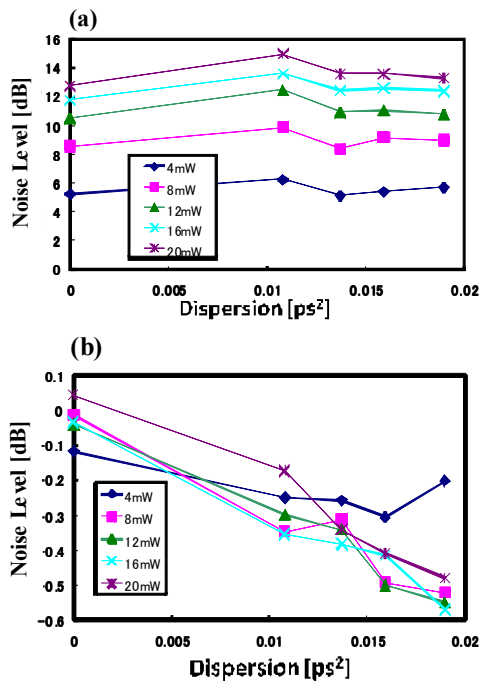 (a)
16
14
12
10
8
6
4
2
0
Noise Level [dB]
4mW
8mW
12mW
16mW
20mW
0 0.005 0.01 0.015 0.02
Dispersion [ps²]
(b)
0.1
0
-0.1
-0.2
-0.3
-0.4
-0.5
-0.6
Noise Level [dB]
4mW
8mW
12mW
16mW
20mW
0 0.005 0.01 0.015 0.02
Dispersion [ps²]